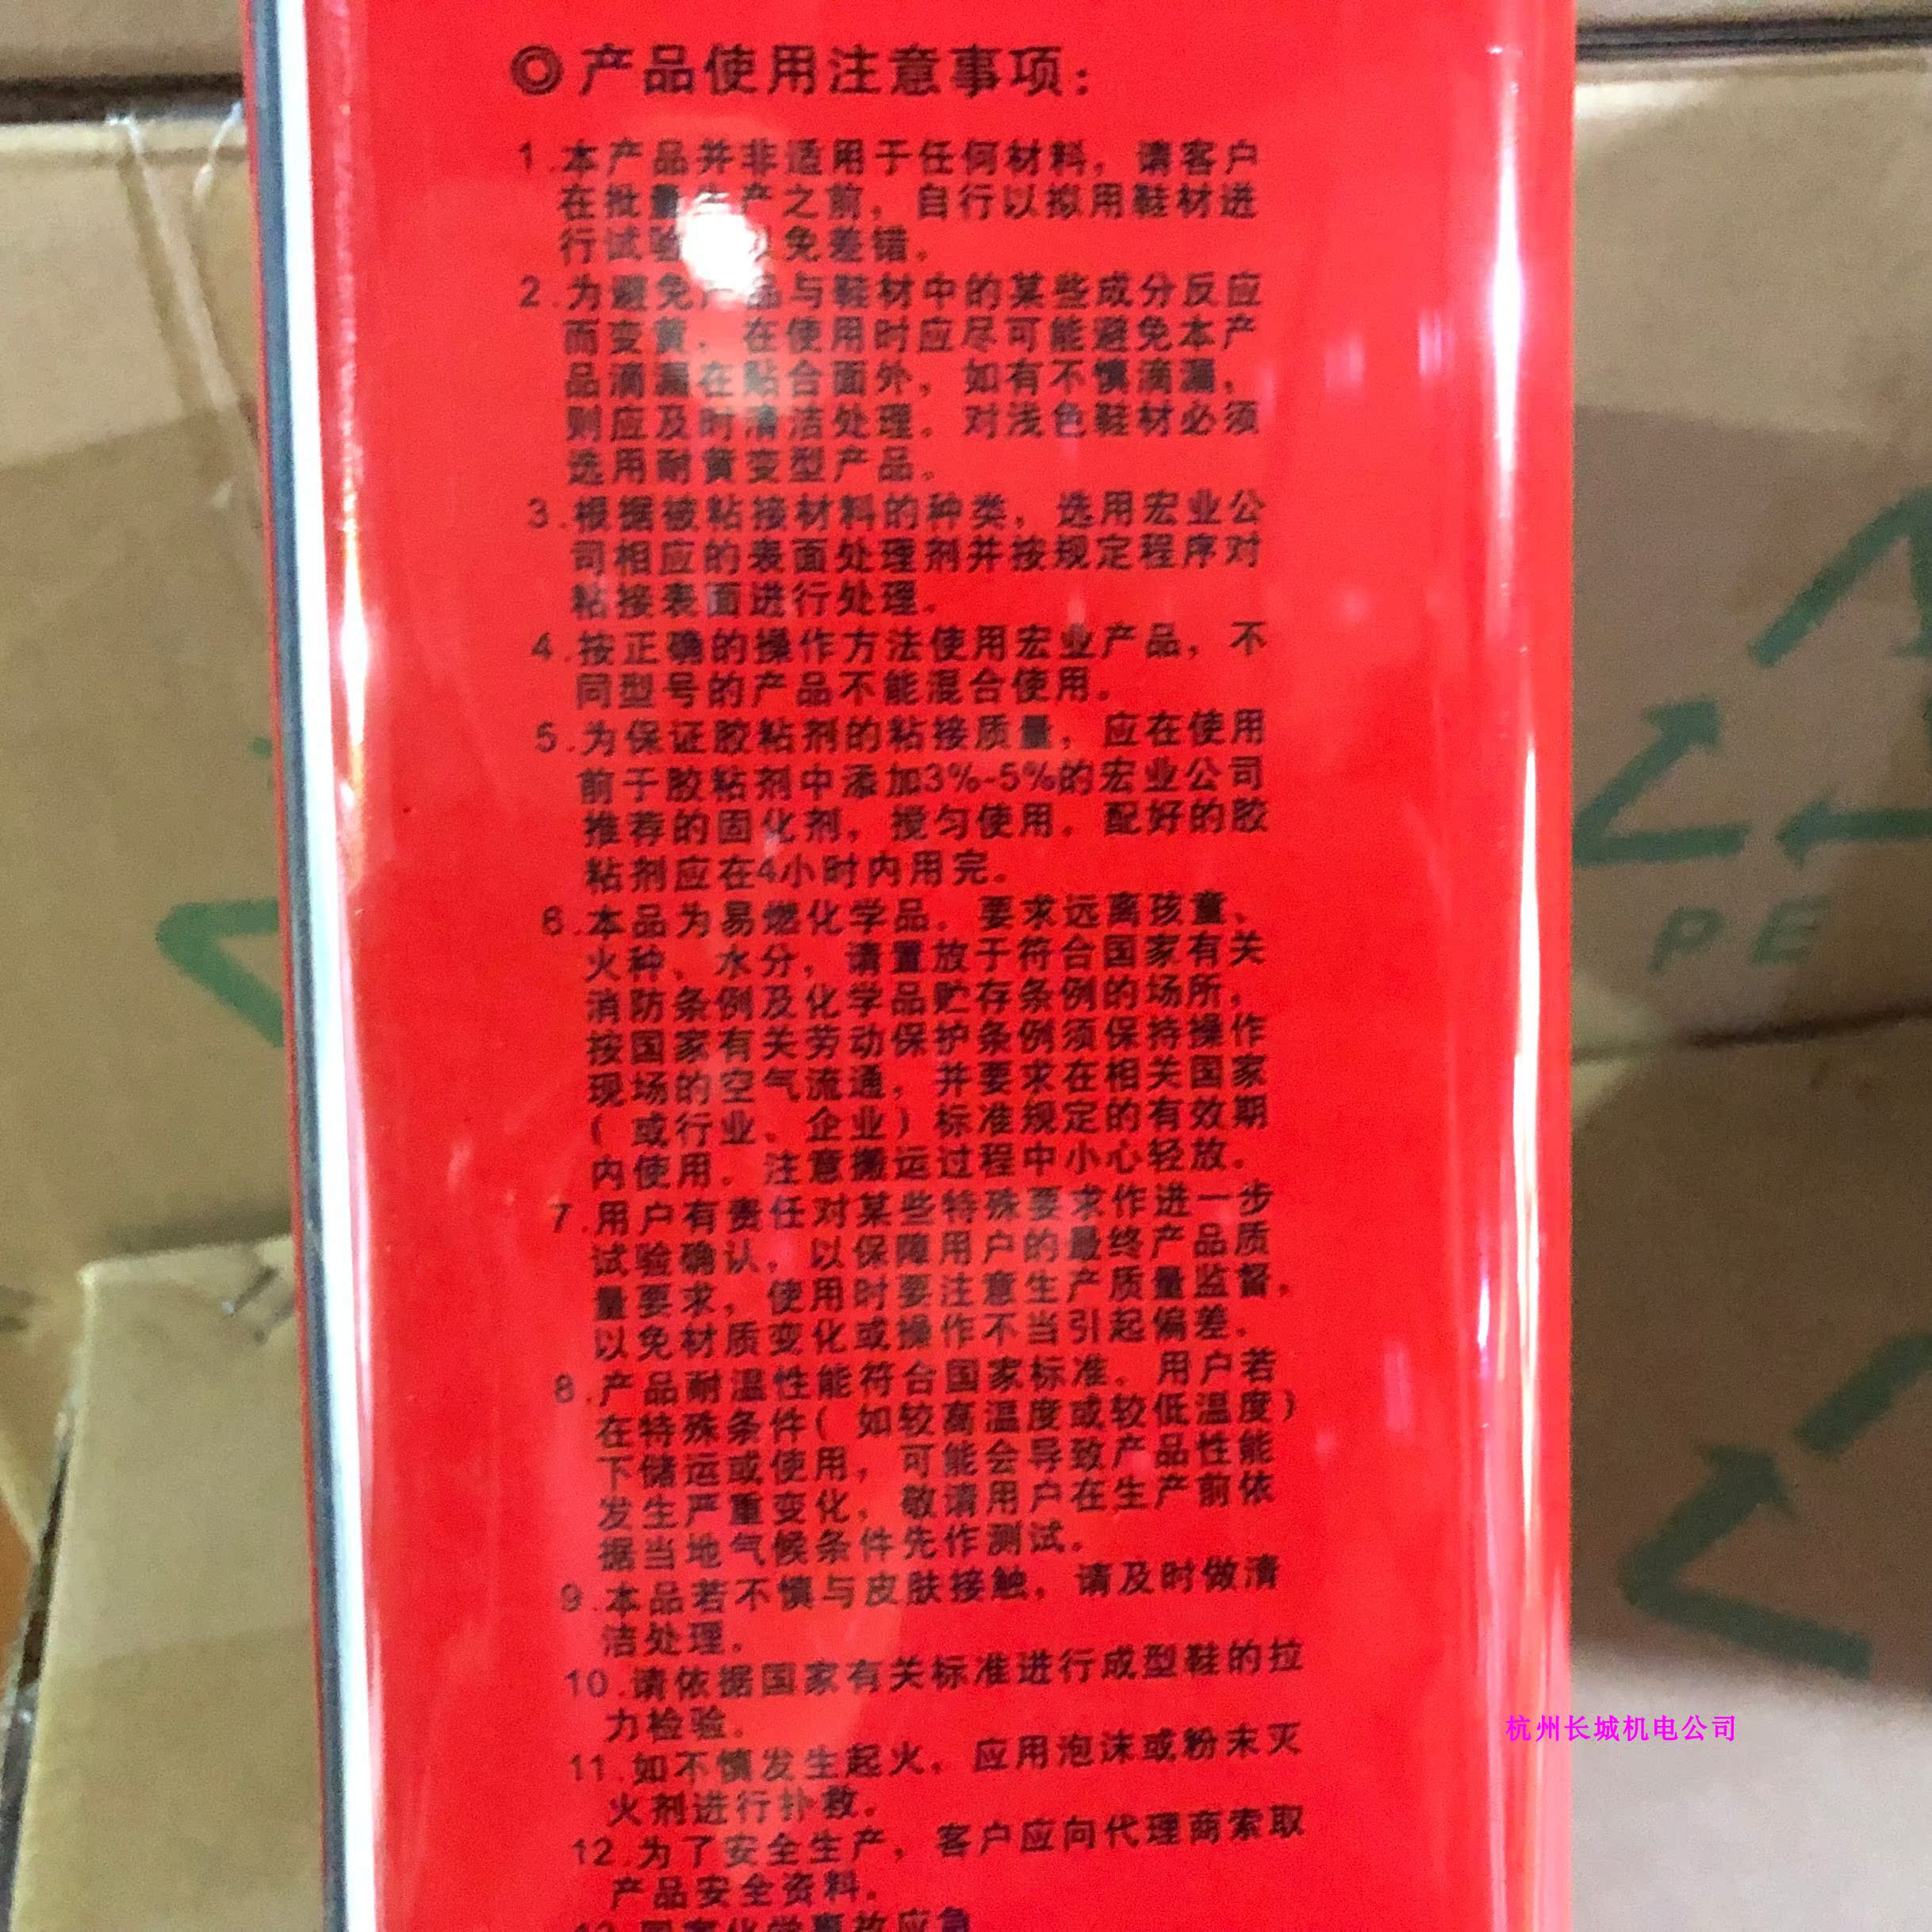 ◎产品使用注意事项：
1.本产品并非适用于任何材料，请客户
在批量生产之前，自行以拟用鞋材进
行试验 免差错。
2.为避免产品与鞋材中的某些成分反应
而变黄，在使用时应尽可能避免本产
品滴漏在粘合面外，如有不慎滴漏，
则应及时清洁处理。对浅色鞋材必须
选用耐黄变型产品。
3.根据被粘接材料的种类，选用宏业公
司相应的表面处理剂并按规定程序对
粘接表面进行处理。
4.按正确的操作方法使用宏业产品，不
同型号的产品不能混合使用。
5.为保证胶粘剂的粘接质量，应在使用
前于胶粘剂中添加3%-5%的宏业公司
推荐的固化剂，搅匀使用。配好的胶
粘剂应在4小时内用完。
6.本品为易燃化学品。要求远离孩童、
火种、水分，请置放于符合国家有关
消防条例及化学品贮存条例的场所，
按国家有关劳动保护条例须保持操作
现场的空气流通，并要求在相关国家
（或行业、企业）标准规定的有效期
内使用。注意搬运过程中小心轻放。
7.用户有责任对某些特殊要求作进一步
试验确认，以保障用户的最终产品质
量要求，使用时要注意生产质量监督，
以免材质变化或操作不当引起偏差。
8.产品耐温性能符合国家标准。用户若
在特殊条件（如较高温度或较低温度）
下储运或使用，可能会导致产品性能
发生严重变化，敬请用户在生产前依
据当地气候条件先作测试。
9.本品若不慎与皮肤接触，请及时做清
洁处理。
10.请依据国家有关标准进行成型鞋的拉
力检验。
11.如不慎发生起火，应用泡沫或粉末灭
火剂进行扑救。
12.为了安全生产，客户应向代理商索取
产品安全资料。
13.国家化学事故应急
PE
杭州长城机电公司